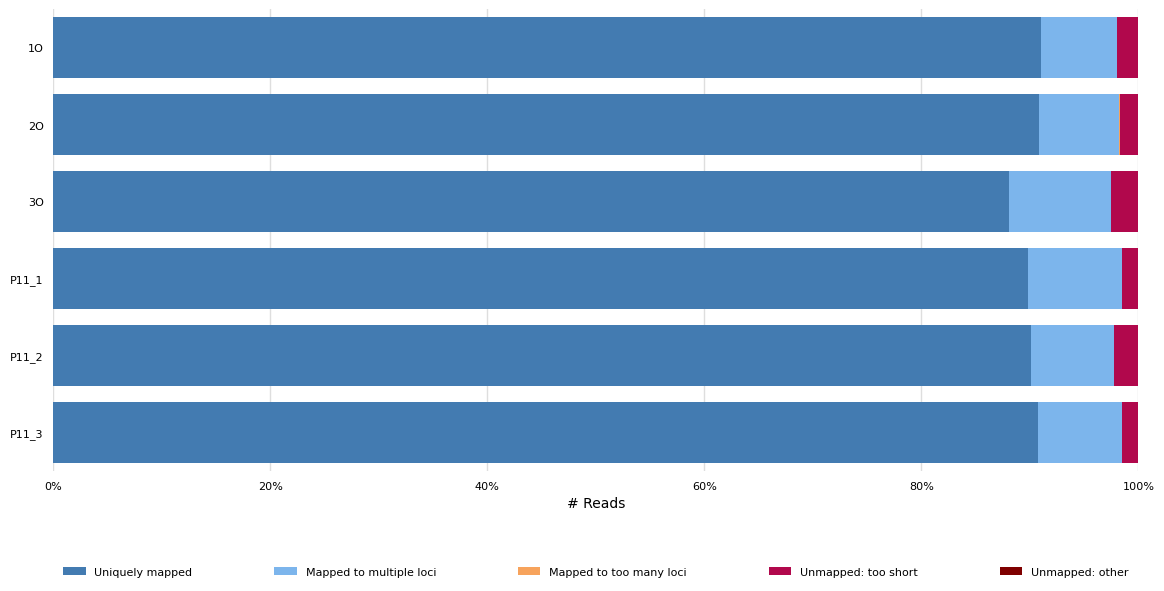 1O
2O
3O
P11_1
P11_2
P11_3
0% 20% 40% 60% 80% 100%
# Reads
Uniquely mapped Mapped to multiple loci Mapped to too many loci Unmapped: too short Unmapped: other